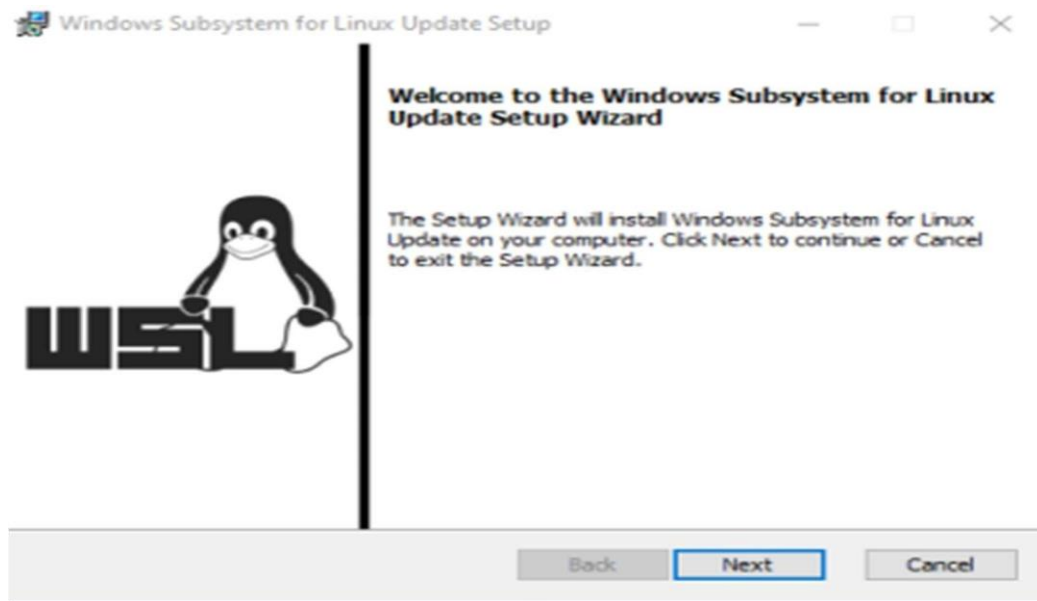 Windows Subsystem for Linux Update Setup
Welcome to the Windows Subsystem for Linux
Update Setup Wizard
The Setup Wizard will install Windows Subsystem for Linux
Update on your computer. Click Next to continue or Cancel
to exit the Setup Wizard.
WSL
Back Next Cancel